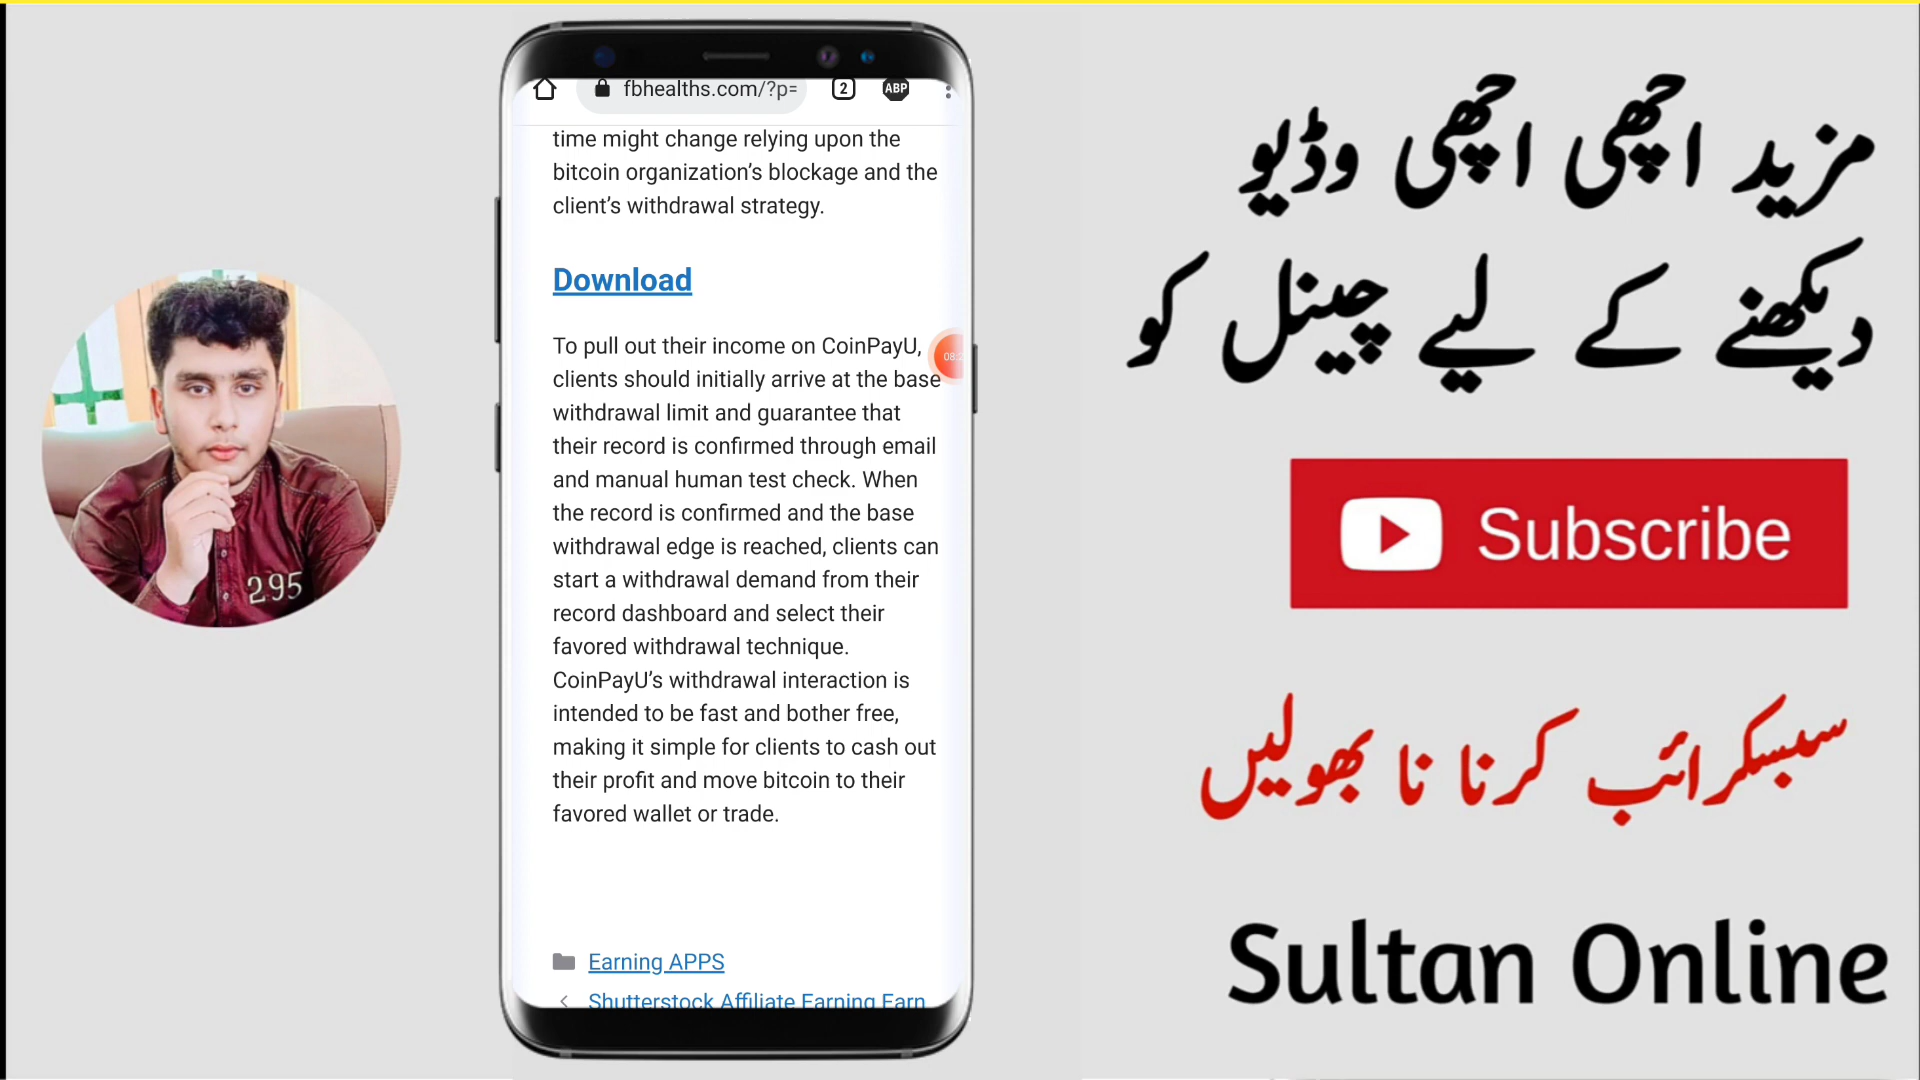 fbhealths.com/?p=
2
ABP
time might change relying upon the
bitcoin organization's blockage and the
client's withdrawal strategy.
Download
To pull out their income on CoinPayU,
clients should initially arrive at the base
withdrawal limit and guarantee that
their record is confirmed through email
and manual human test check. When
the record is confirmed and the base
withdrawal edge is reached, clients can
start a withdrawal demand from their
record dashboard and select their
favored withdrawal technique.
CoinPayU's withdrawal interaction is
intended to be fast and bother free,
making it simple for clients to cash out
their profit and move bitcoin to their
favored wallet or trade.
Earning APPS
Shutterstock Affiliate Earning Earn
295
مزید اچھی اچھی وڈیو
دیکھنے کے لیے چینل کو
Subscribe
سبسکرائب کرنا نا بھولیں
Sultan Online